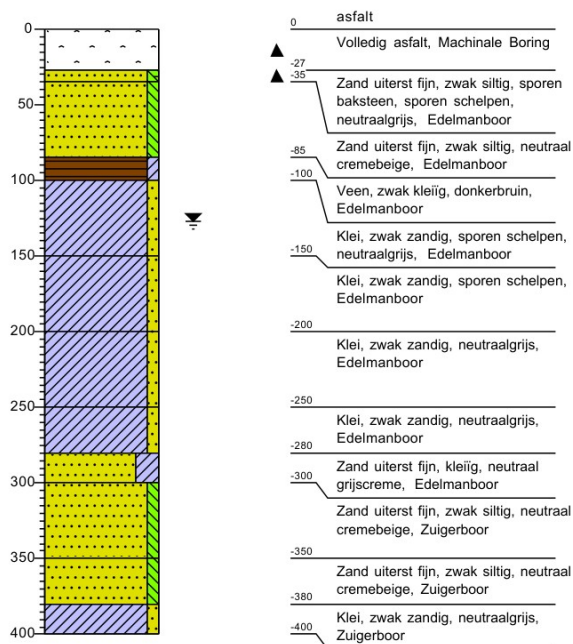 0
50
100
150
200
250
300
350
400
0
asfalt
Volledig asfalt, Machinale Boring
-27
-35
Zand uiterst fijn, zwak siltig, sporen
baksteen, sporen schelpen,
neutraalgrijs, Edelmanboor
Zand uiterst fijn, zwak siltig, neutraal
cremebeige, Edelmanboor
-85
-100
Veen, zwak kleiïg, donkerbruin,
Edelmanboor
Klei, zwak zandig, sporen schelpen,
neutraalgrijs, Edelmanboor
-150
Klei, zwak zandig, sporen schelpen,
Edelmanboor
-200
Klei, zwak zandig, neutraalgrijs,
Edelmanboor
-250
Klei, zwak zandig, neutraalgrijs,
Edelmanboor
-280
Zand uiterst fijn, kleiïg, neutraal
grijscreme, Edelmanboor
-300
Zand uiterst fijn, zwak siltig, neutraal
cremebeige, Zuigerboor
-350
Zand uiterst fijn, zwak siltig, neutraal
cremebeige, Zuigerboor
-380
Klei, zwak zandig, neutraalgrijs,
Zuigerboor
-400